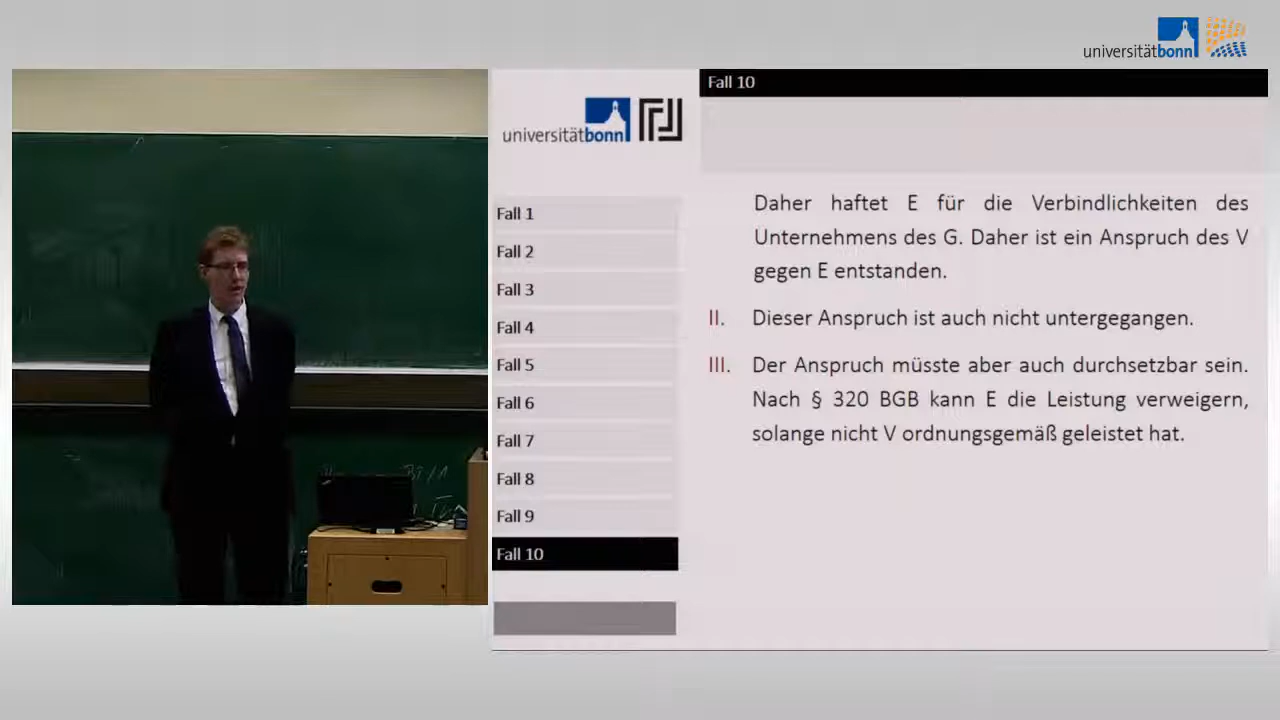 universitätbonn
Fall 10
universitätbonn
Fall 1
Fall 2
Fall 3
Fall 4
Fall 5
Fall 6
Fall 7
Fall 8
Fall 9
Fall 10
Daher haftet E für die Verbindlichkeiten des
Unternehmens des G. Daher ist ein Anspruch des V
gegen E entstanden.
II. Dieser Anspruch ist auch nicht untergegangen.
III. Der Anspruch müsste aber auch durchsetzbar sein.
Nach § 320 BGB kann E die Leistung verweigern,
solange nicht V ordnungsgemäß geleistet hat.